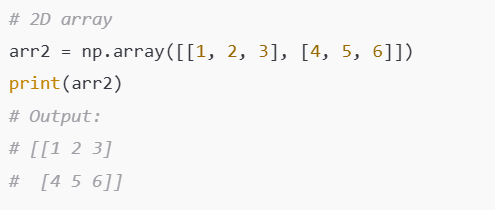 # 2D array
arr2 = np.array([[1, 2, 3], [4, 5, 6]])
print(arr2)
# Output:
# [[1 2 3]
#  [4 5 6]]